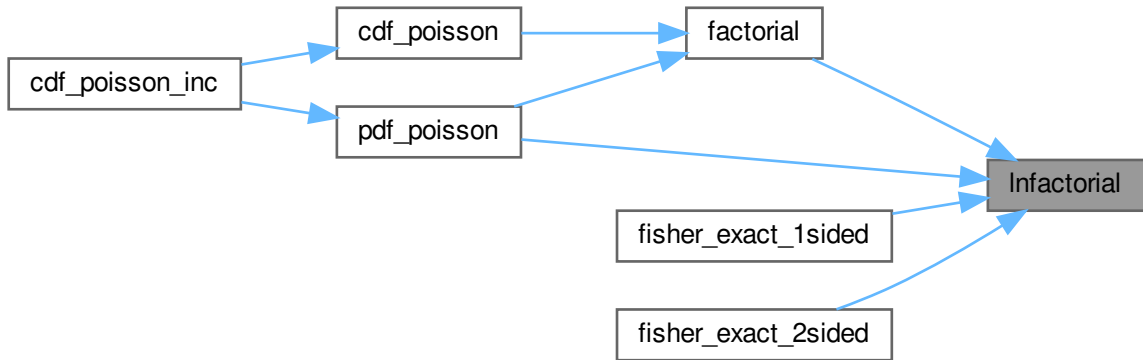 cdf_poisson
factorial
cdf_poisson_inc
pdf_poisson
lnfactorial
fisher_exact_1sided
fisher_exact_2sided